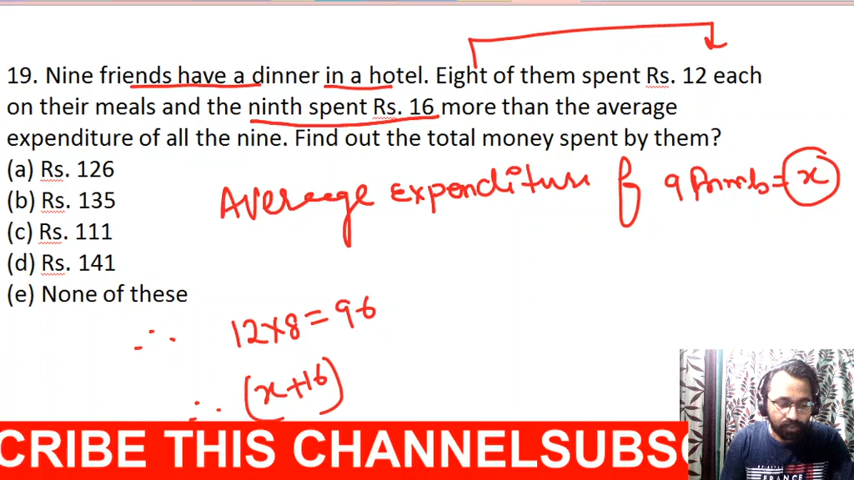 19. Nine friends have a dinner in a hotel. Eight of them spent Rs. 12 each
on their meals and the ninth spent Rs. 16 more than the average
expenditure of all the nine. Find out the total money spent by them?
(a) Rs. 126
(b) Rs. 135
(c) Rs. 111
(d) Rs. 141
(e) None of these
Average expenditure of 9 = x
∴ 12×8=96
∴ (x+16)
CRIBE THIS CHANNELSUBSC
FRANCE